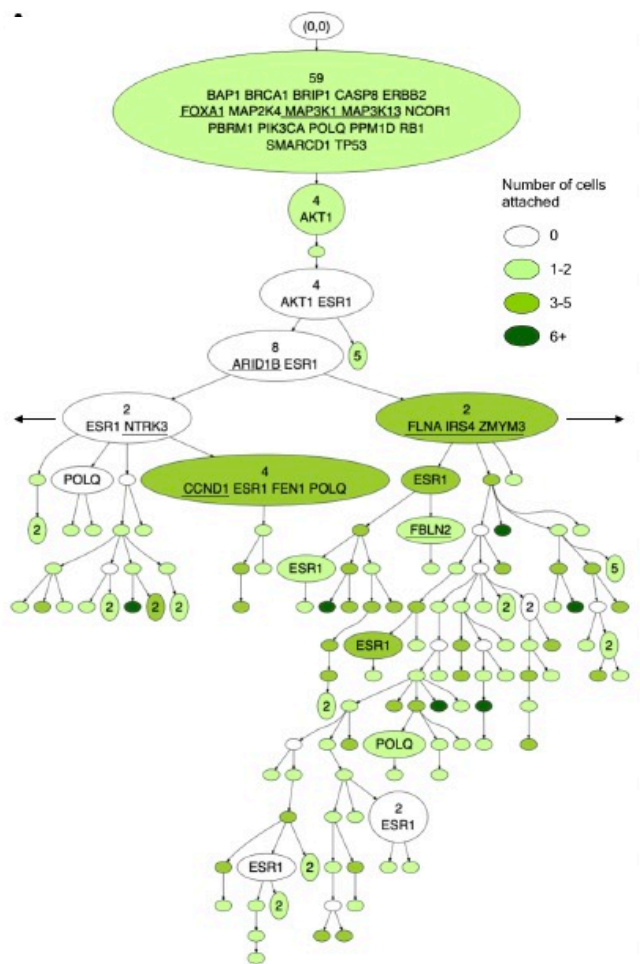 (0,0)
59
BAP1 BRCA1 BRIP1 CASP8 ERBB2
FOXA1 MAP2K4 MAP3K1 MAP3K13 NCOR1
PBRM1 PIK3CA POLQ PPM1D RB1
SMARCD1 TP53
Number of cells
attached
0
1-2
3-5
6+
4
AKT1
4
AKT1 ESR1
8
ARID1B ESR1
5
2
ESR1 NTRK3
2
FLNA IRS4 ZMYM3
POLQ
4
CCND1 ESR1 FEN1 POLQ
ESR1
2
FBLN2
ESR1
5
2
2
2
2
2
ESR1
2
2
POLQ
2
ESR1
ESR1
2
2